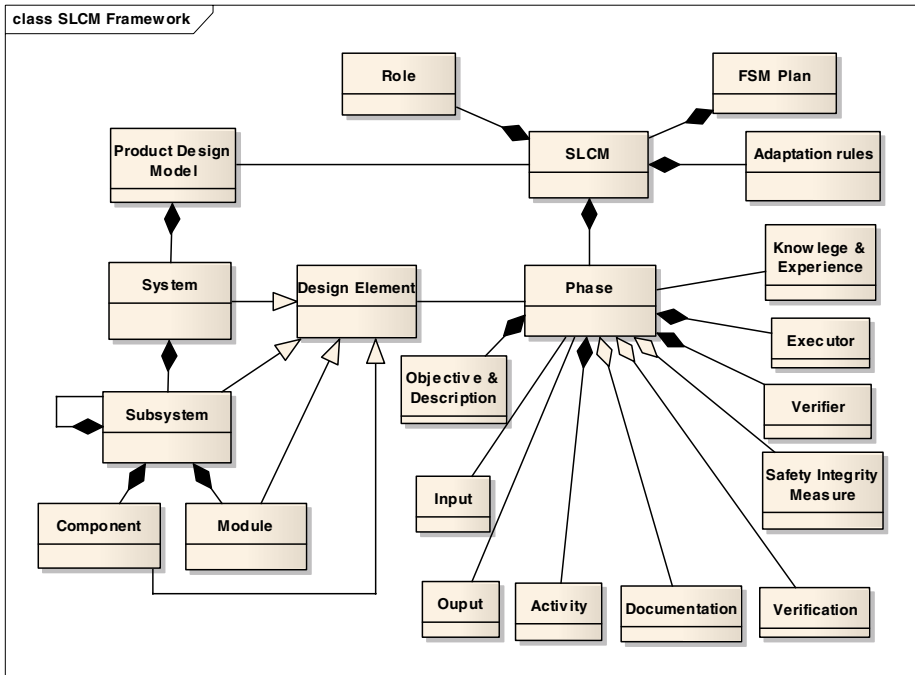 class SLCM Framework
Role
FSM Plan
Product Design
Model
SLCM
Adaptation rules
Knowlege &
Experience
System
Design Element
Phase
Executor
Objective &
Description
Verifier
Subsystem
Safety Integrity
Measure
Input
Component
Module
Ouput
Activity
Documentation
Verification